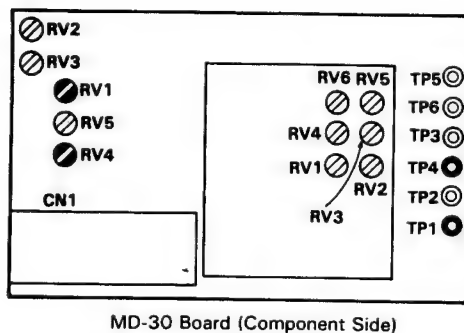 RV2
RV3
RV1
RV5
RV4
CN1
RV6 RV5
RV4
RV1
RV2
RV3
TP5
TP6
TP3
TP4
TP2
TP1
MD-30 Board (Component Side)